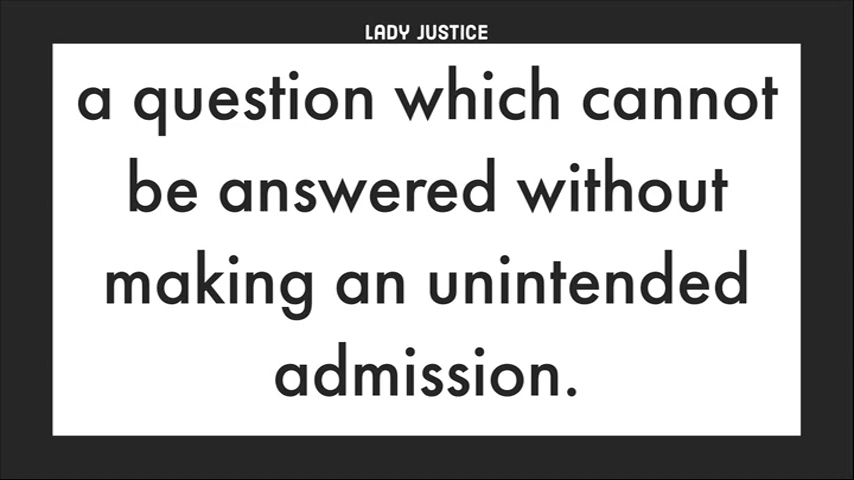 LADY JUSTICE
a question which cannot
be answered without
making an unintended
admission.